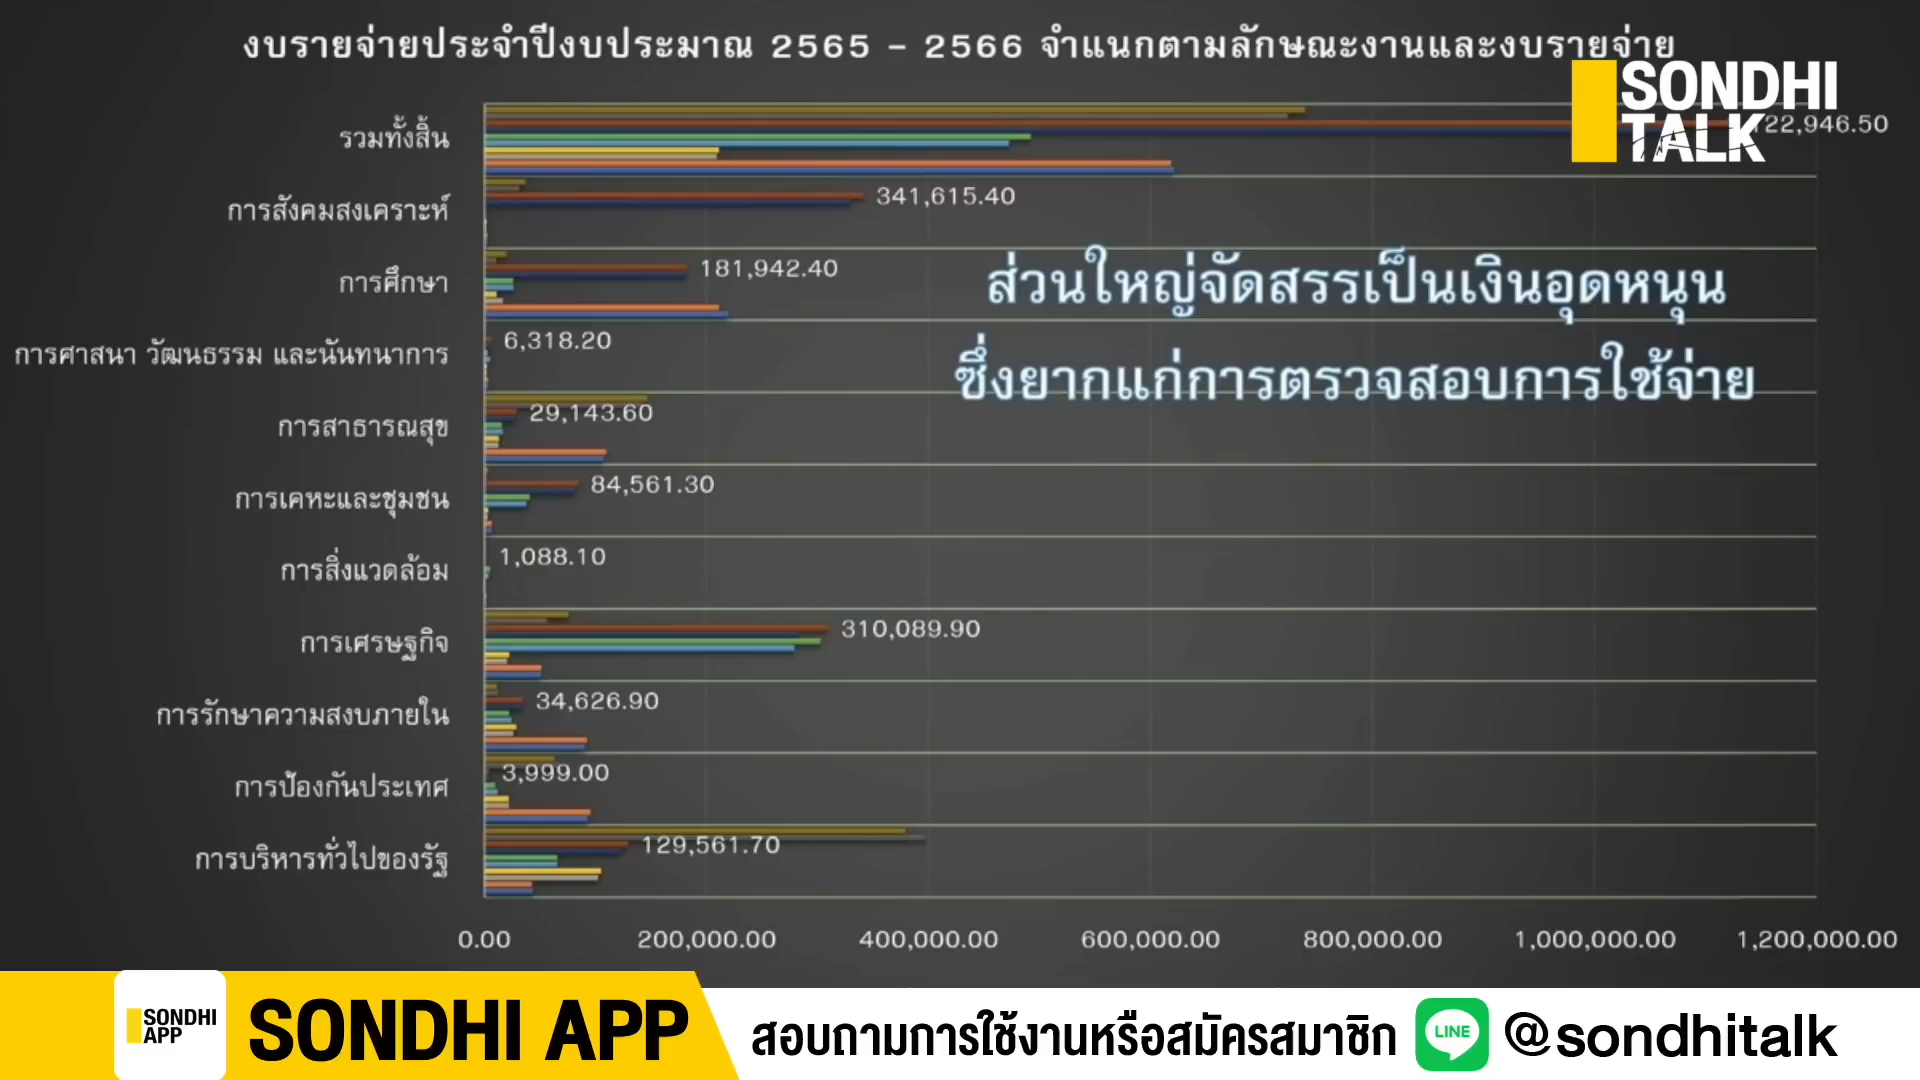 งบรายจ่ายประจำปีงบประมาณ 2565 – 2566 จำแนกตามลักษณะงานและงบรายจ่าย
SONDHI
TALK
รวมทั้งสิ้น
22,946.50
การสังคมสงเคราะห์
341,615.40
การศึกษา
181,942.40
ส่วนใหญ่จัดสรรเป็นเงินอุดหนุน
การศาสนา วัฒนธรรม และนันทนาการ
6,318.20
ซึ่งยากแก่การตรวจสอบการใช้จ่าย
การสาธารณสุข
29,143.60
การเคหะและชุมชน
84,561.30
การสิ่งแวดล้อม
1,088.10
การเศรษฐกิจ
310,089.90
การรักษาความสงบภายใน
34,626.90
การป้องกันประเทศ
3,999.00
การบริหารทั่วไปของรัฐ
129,561.70
0.00 200,000.00 400,000.00 600,000.00 800,000.00 1,000,000.00 1,200,000.00
SONDHI
APP
SONDHI APP
สอบถามการใช้งานหรือสมัครสมาชิก
LINE
@sondhitalk